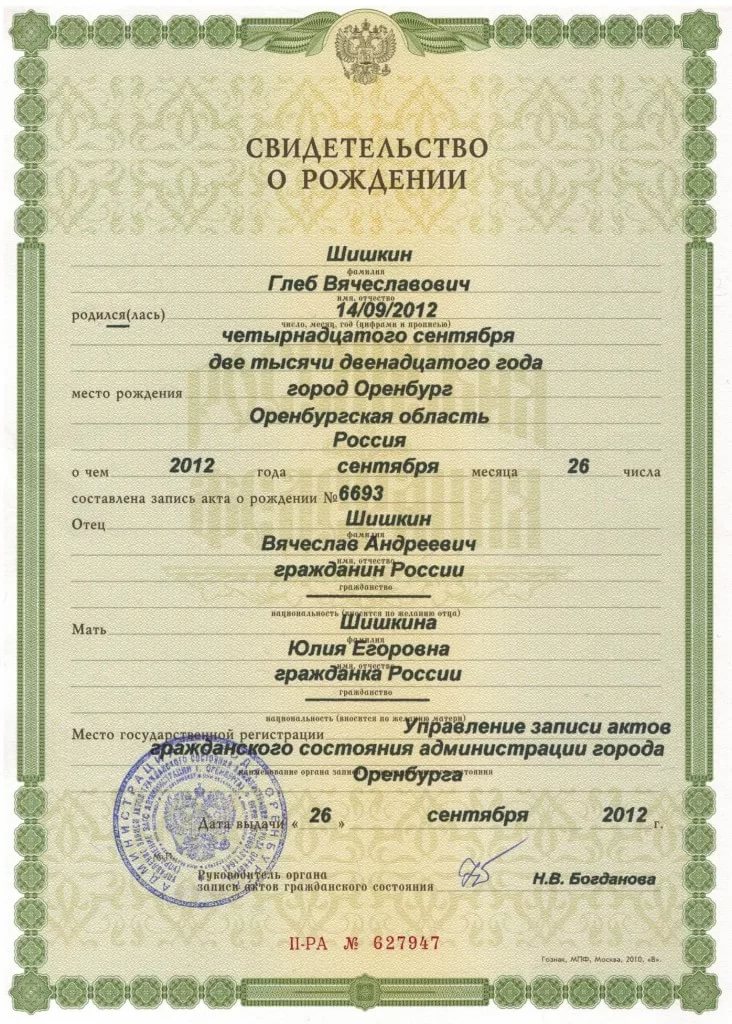 СВИДЕТЕЛЬСТВО
О РОЖДЕНИИ
Шишкин
фамилия
Глеб Вячеславович
имя, отчество
родился(лась) 14/09/2012
число, месяц, год (цифрами и прописью)
четырнадцатого сентября
две тысячи двенадцатого года
место рождения город Оренбург
Оренбургская область
Россия
о чем 2012 года сентября месяца 26 числа
составлена запись акта о рождении №6693
Отец Шишкин
фамилия
Вячеслав Андреевич
имя, отчество
гражданин России
гражданство
национальность (вносится по желанию отца)
Мать Шишкина
фамилия
Юлия Егоровна
имя, отчество
гражданка России
гражданство
национальность (вносится по желанию матери)
Место государственной регистрации Управление записи актов
гражданского состояния администрации города
наименование органа записи состояния
Оренбурга
Дата выдачи « 26 » сентября 2012 г.
Руководитель органа
записи актов гражданского состояния Н.В. Богданова
II-РА № 627947
Гознак, МПФ, Москва, 2010, «В».